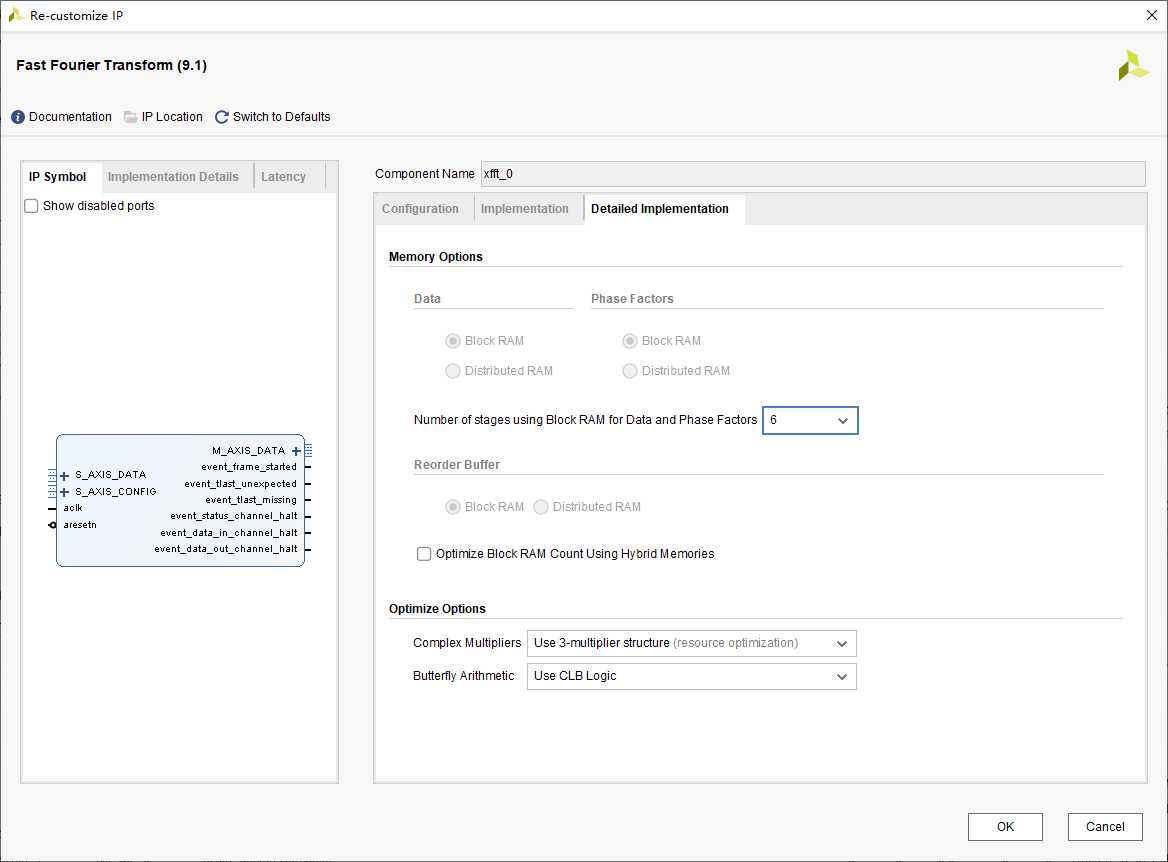 Re-customize IP
Fast Fourier Transform (9.1)
Documentation IP Location Switch to Defaults
IP Symbol Implementation Details Latency
Show disabled ports
M_AXIS_DATA
event_frame_started
S_AXIS_DATA
event_tlast_unexpected
S_AXIS_CONFIG
event_tlast_missing
aclk
event_status_channel_halt
aresetn
event_data_in_channel_halt
event_data_out_channel_halt
Component Name xfft_0
Configuration Implementation Detailed Implementation
Memory Options
Data Phase Factors
Block RAM Block RAM
Distributed RAM Distributed RAM
Number of stages using Block RAM for Data and Phase Factors 6
Reorder Buffer
Block RAM Distributed RAM
Optimize Block RAM Count Using Hybrid Memories
Optimize Options
Complex Multipliers Use 3-multiplier structure (resource optimization)
Butterfly Arithmetic Use CLB Logic
OK Cancel